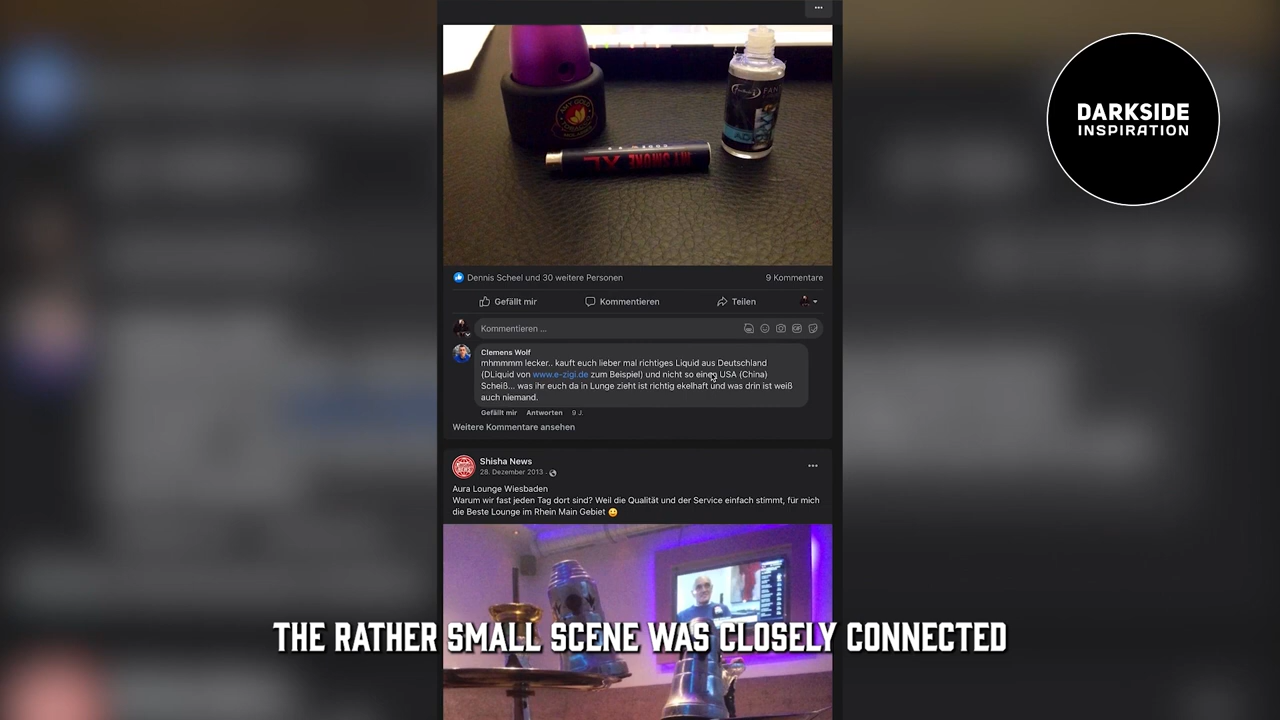 DARKSIDE
INSPIRATION
AMY GOLD
MY SMOKE XL
Dennis Scheel und 30 weitere Personen
9 Kommentare
Gefällt mir
Kommentieren
Teilen
Kommentieren ...
Clemens Wolf
mhmmmm lecker.. kauft euch lieber mal richtiges Liquid aus Deutschland
(DLiquid von www.e-zigi.de zum Beispiel) und nicht so einen USA (China)
Scheiß... was ihr euch da in Lunge zieht ist richtig ekelhaft und was drin ist weiß
auch niemand.
Gefällt mir Antworten 9 J.
Weitere Kommentare ansehen
Shisha News
28. Dezember 2013 ·
Aura Lounge Wiesbaden
Warum wir fast jeden Tag dort sind? Weil die Qualität und der Service einfach stimmt, für mich
die Beste Lounge im Rhein Main Gebiet
THE RATHER SMALL SCENE WAS CLOSELY CONNECTED